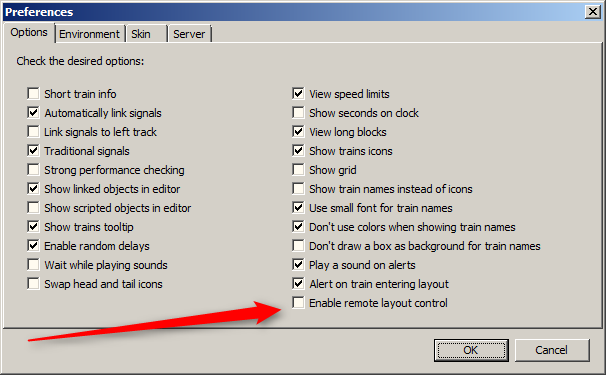 Preferences
Options Environment Skin Server
Check the desired options:
Short train info
Automatically link signals
Link signals to left track
Traditional signals
Strong performance checking
Show linked objects in editor
Show scripted objects in editor
Show trains tooltip
Enable random delays
Wait while playing sounds
Swap head and tail icons
View speed limits
Show seconds on clock
View long blocks
Show trains icons
Show grid
Show train names instead of icons
Use small font for train names
Don't use colors when showing train names
Don't draw a box as background for train names
Play a sound on alerts
Alert on train entering layout
Enable remote layout control
OK Cancel